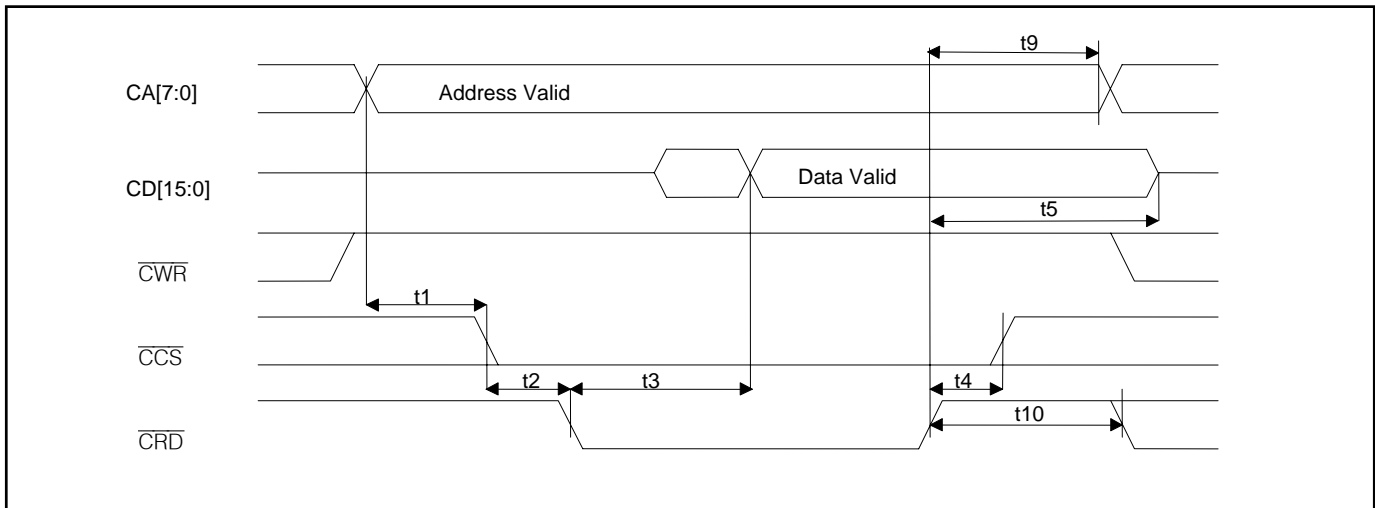 t9
CA[7:0]
Address Valid
CD[15:0]
Data Valid
t5
CWR
t1
CCS
t2
t3
t4
t10
CRD